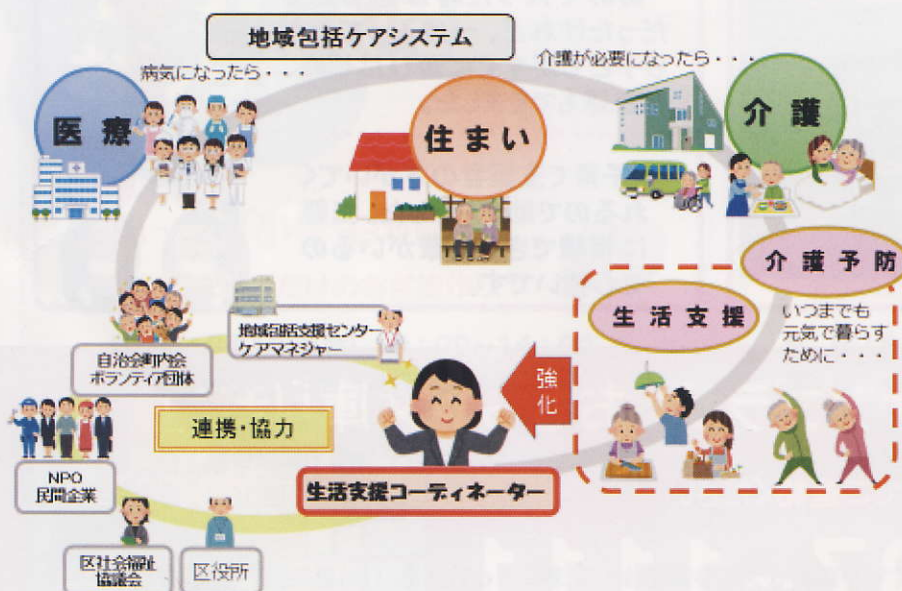 地域包括ケアシステム
病気になったら・・・
介護が必要になったら・・・
医療
住まい
介護
介護予防
生活支援
いつまでも
元気で暮らす
ために・・・
地域包括支援センター
ケアマネジャー
自治会町内会
ボランティア団体
強化
連携・協力
NPO
民間企業
生活支援コーディネーター
区社会福祉
協議会
区役所